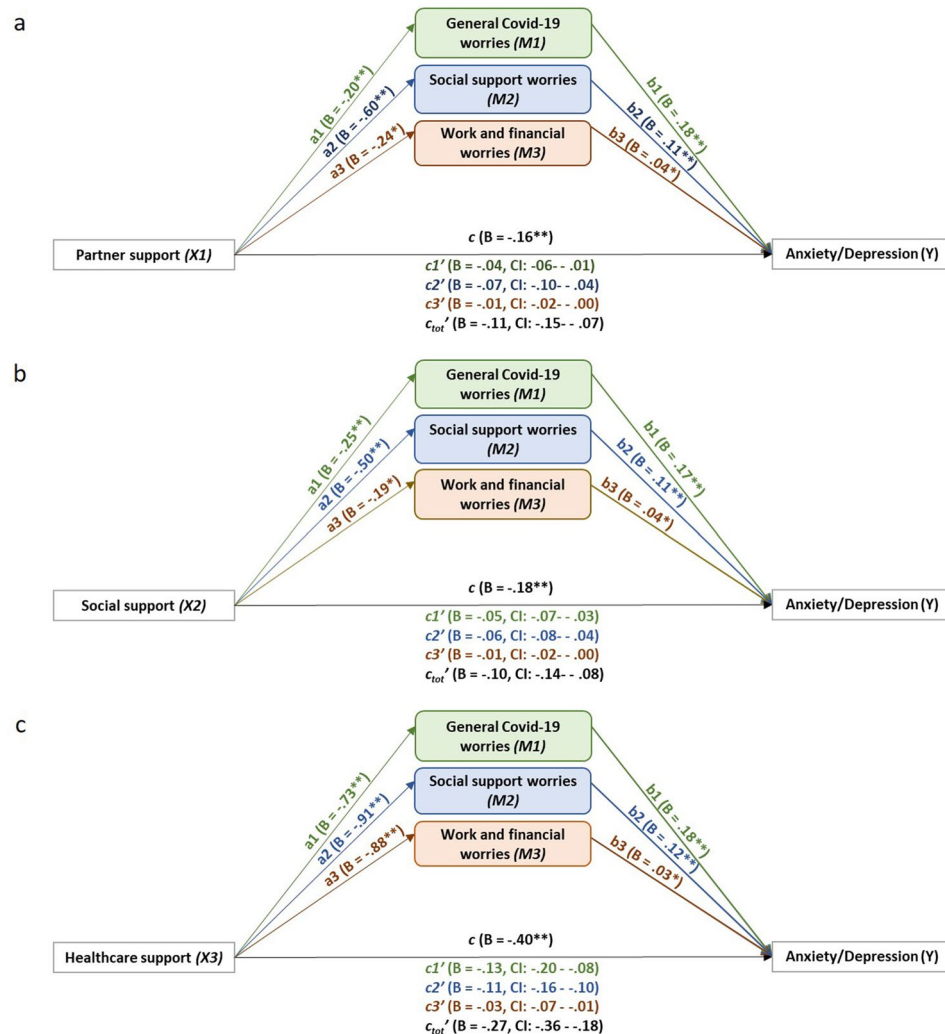 a
General Covid-19
worries (M1)
Social support worries
(M2)
Work and financial
worries (M3)
a1 (B = -.20**)
a2 (B = -.60**)
a3 (B = -.24*)
b1 (B = .18**)
b2 (B = .11**)
b3 (B = .04*)
Partner support (X1)
c (B = -.16**)
Anxiety/Depression (Y)
c1' (B = -.04, CI: -06- - .01)
c2' (B = -.07, CI: -.10- - .04)
c3' (B = -.01, CI: -.02- - .00)
ctot' (B = -.11, CI: -.15- - .07)
b
General Covid-19
worries (M1)
Social support worries
(M2)
Work and financial
worries (M3)
a1 (B = -.25**)
a2 (B = -.50**)
a3 (B = -.19*)
b1 (B = .17**)
b2 (B = .11**)
b3 (B = .04*)
Social support (X2)
c (B = -.18**)
Anxiety/Depression (Y)
c1' (B = -.05, CI: -.07- - .03)
c2' (B = -.06, CI: -.08- - .04)
c3' (B = -.01, CI: -.02- - .00)
ctot' (B = -.10, CI: -.14- - .08)
c
General Covid-19
worries (M1)
Social support worries
(M2)
Work and financial
worries (M3)
a1 (B = -.73**)
a2 (B = -.91**)
a3 (B = -.88**)
b1 (B = .18**)
b2 (B = .12**)
b3 (B = .03*)
Healthcare support (X3)
c (B = -.40**)
Anxiety/Depression (Y)
c1' (B = -.13, CI: -.20 - -.08)
c2' (B = -.11, CI: -.16 - -.10)
c3' (B = -.03, CI: -.07 - -.01)
ctot' (B = -.27, CI: -.36 - -.18)